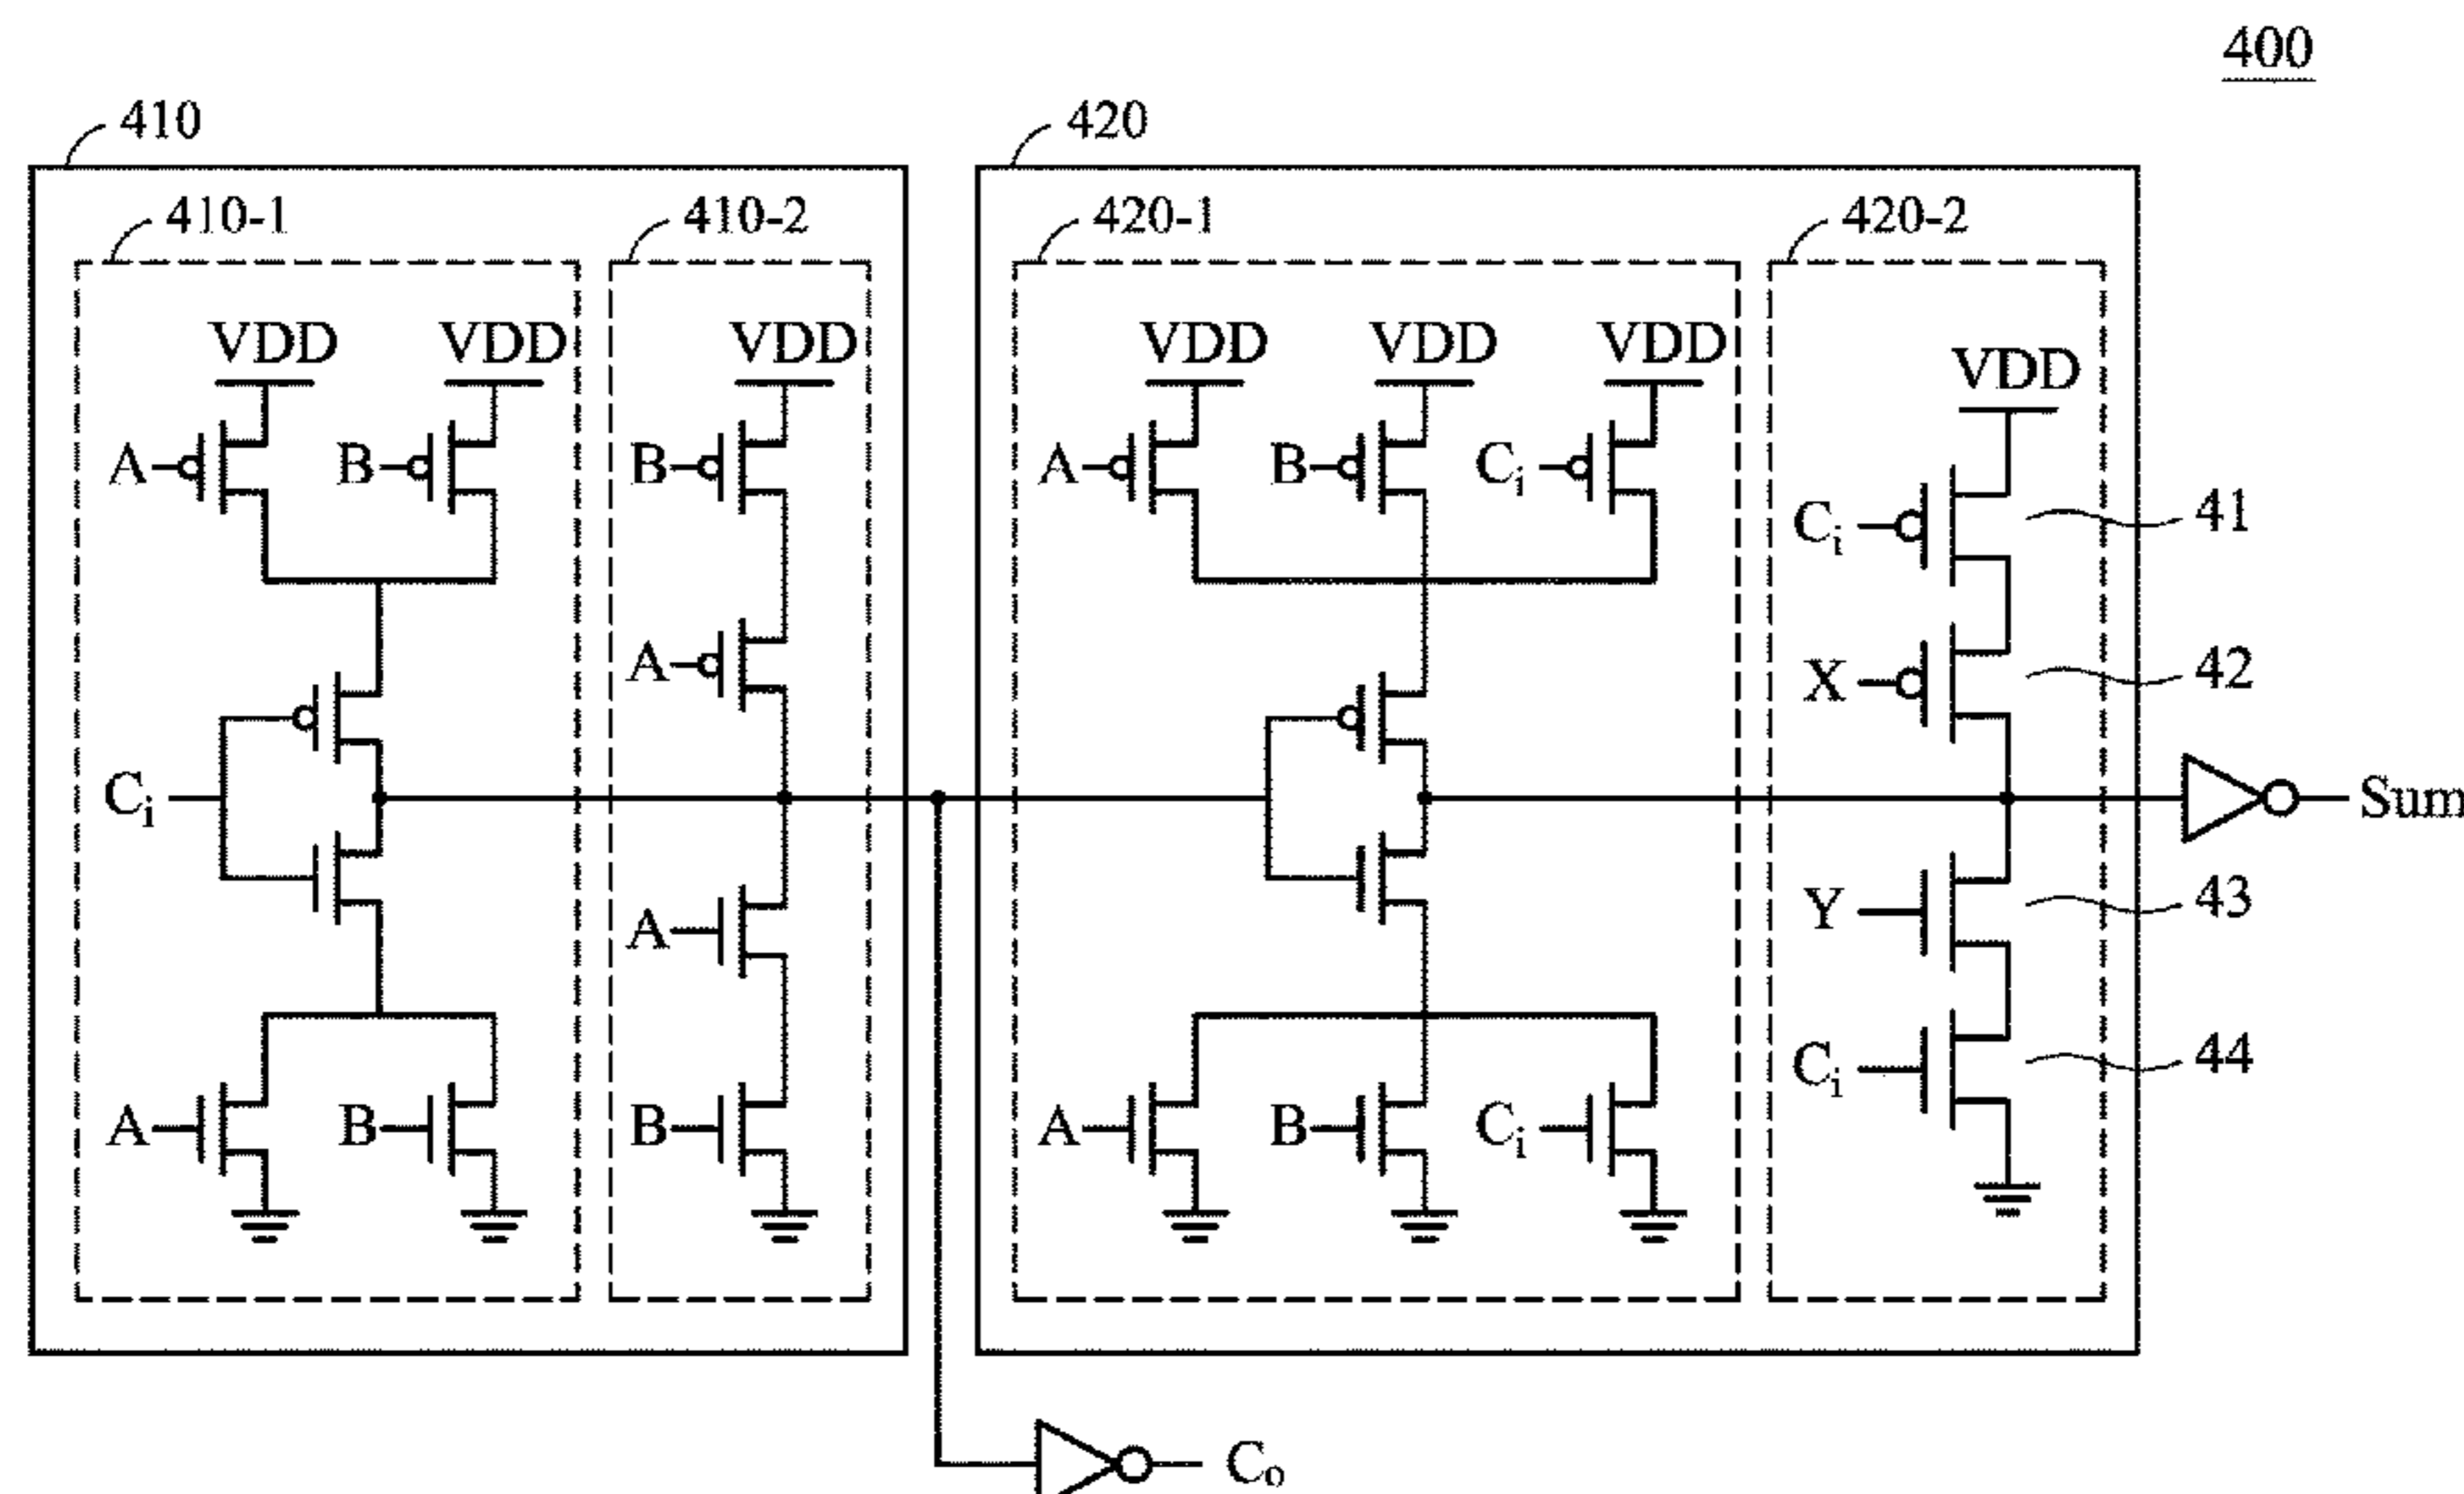 400
410
420
410-1
410-2
420-1
420-2
VDD VDD VDD VDD VDD VDD VDD
A B B A B Cᵢ Cᵢ 41
A X 42
Cᵢ Sum
A Y 43
A B B A B Cᵢ Cᵢ 44
Cₒ